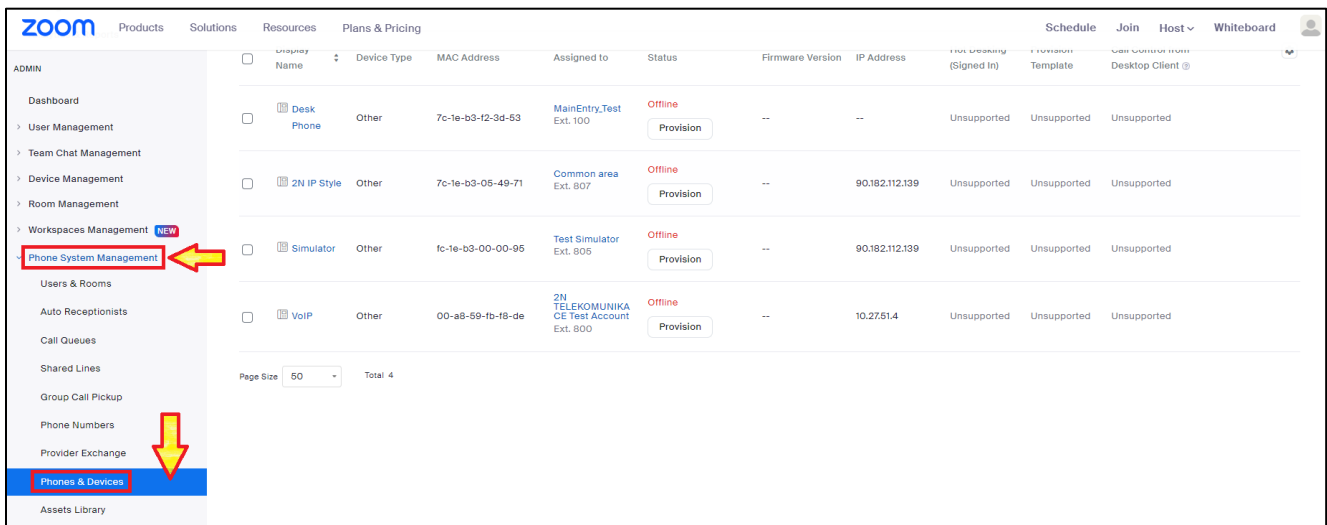 zoom Products Solutions Resources Plans & Pricing Schedule Join Host Whiteboard
ADMIN
Dashboard
User Management
Team Chat Management
Device Management
Room Management
Workspaces Management NEW
Phone System Management
Users & Rooms
Auto Receptionists
Call Queues
Shared Lines
Group Call Pickup
Phone Numbers
Provider Exchange
Phones & Devices
Assets Library
Display Name Device Type MAC Address Assigned to Status Firmware Version IP Address Hot Desking (Signed In) Provision Template Call Control from Desktop Client
Desk Phone Other 7c-1e-b3-f2-3d-53 MainEntry_Test Ext. 100 Offline Provision -- -- Unsupported Unsupported Unsupported
2N IP Style Other 7c-1e-b3-05-49-71 Common area Ext. 807 Offline Provision -- 90.182.112.139 Unsupported Unsupported Unsupported
Simulator Other fc-1e-b3-00-00-95 Test Simulator Ext. 805 Offline Provision -- 90.182.112.139 Unsupported Unsupported Unsupported
VoIP Other 00-a8-59-fb-f8-de 2N TELEKOMUNIKA CE Test Account Ext. 800 Offline Provision -- 10.27.51.4 Unsupported Unsupported Unsupported
Page Size 50 Total 4